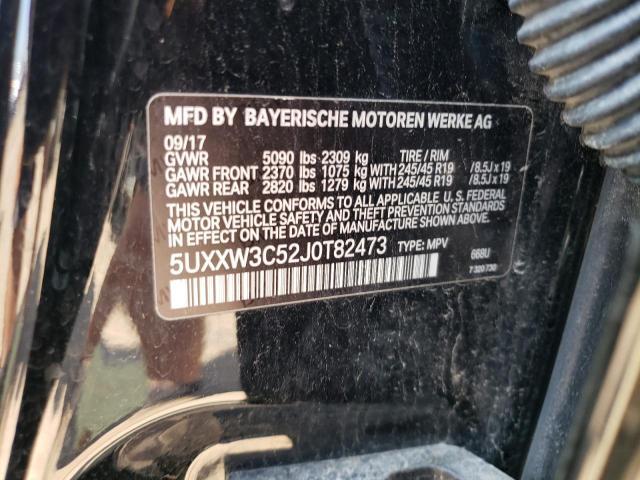 MFD BY BAYERISCHE MOTOREN WERKE AG
09/17
GVWR 5090 lbs 2309 kg TIRE / RIM
GAWR FRONT 2370 lbs 1075 kg WITH 245/45 R19 / 8.5J x 19
GAWR REAR 2820 lbs 1279 kg WITH 245/45 R19 / 8.5J x 19
THIS VEHICLE CONFORMS TO ALL APPLICABLE U.S. FEDERAL
MOTOR VEHICLE SAFETY AND THEFT PREVENTION STANDARDS
IN EFFECT ON THE DATE OF MANUFACTURE SHOWN ABOVE.
5UXXW3C52J0T82473 TYPE: MPV 668U
7 320 730